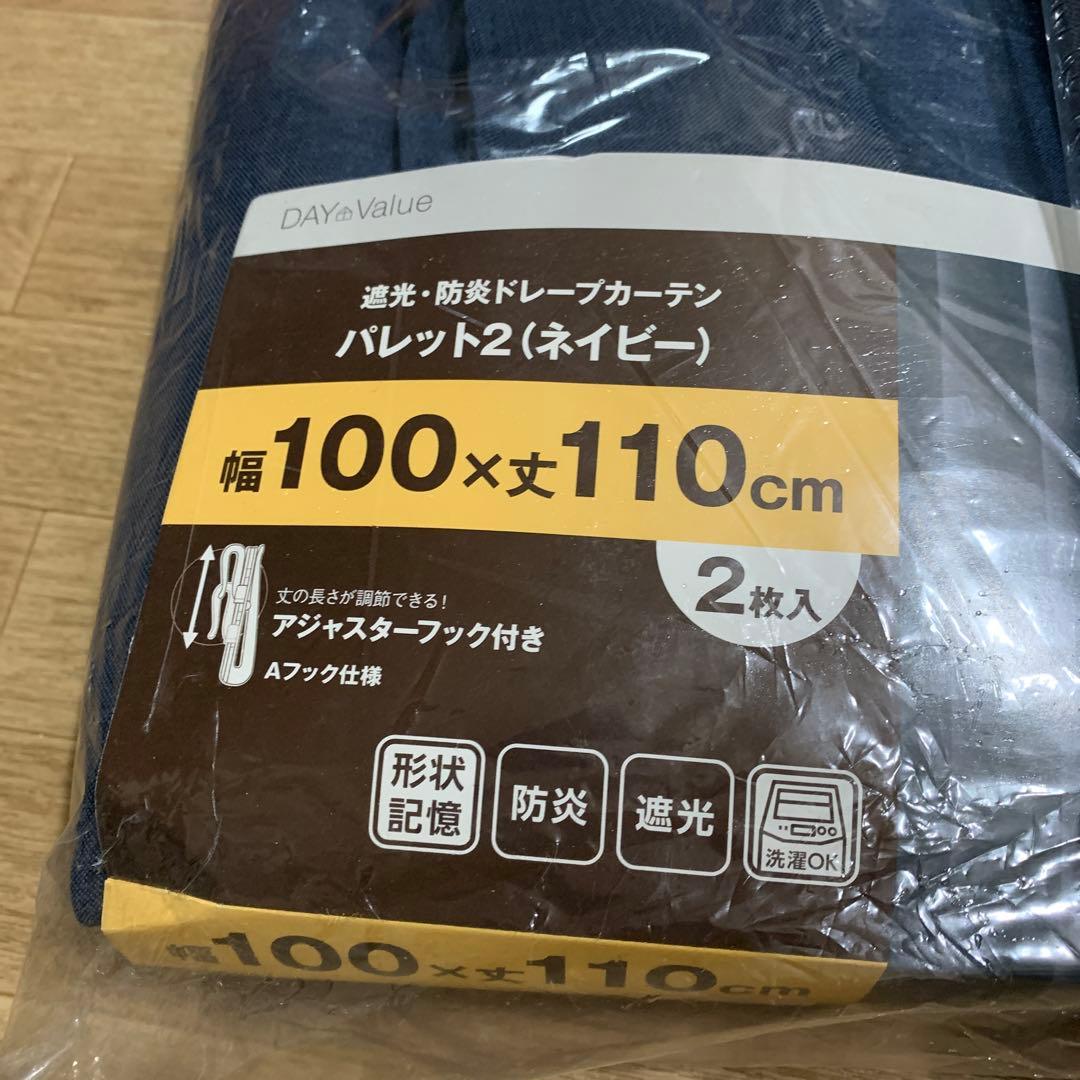 DAY Value
遮光・防炎ドレープカーテン
パレット2（ネイビー）
幅100×丈110cm
2枚入
丈の長さが調節できる！
アジャスターフック付き
Aフック仕様
形状
記憶
防炎
遮光
洗濯OK
幅100×丈110cm